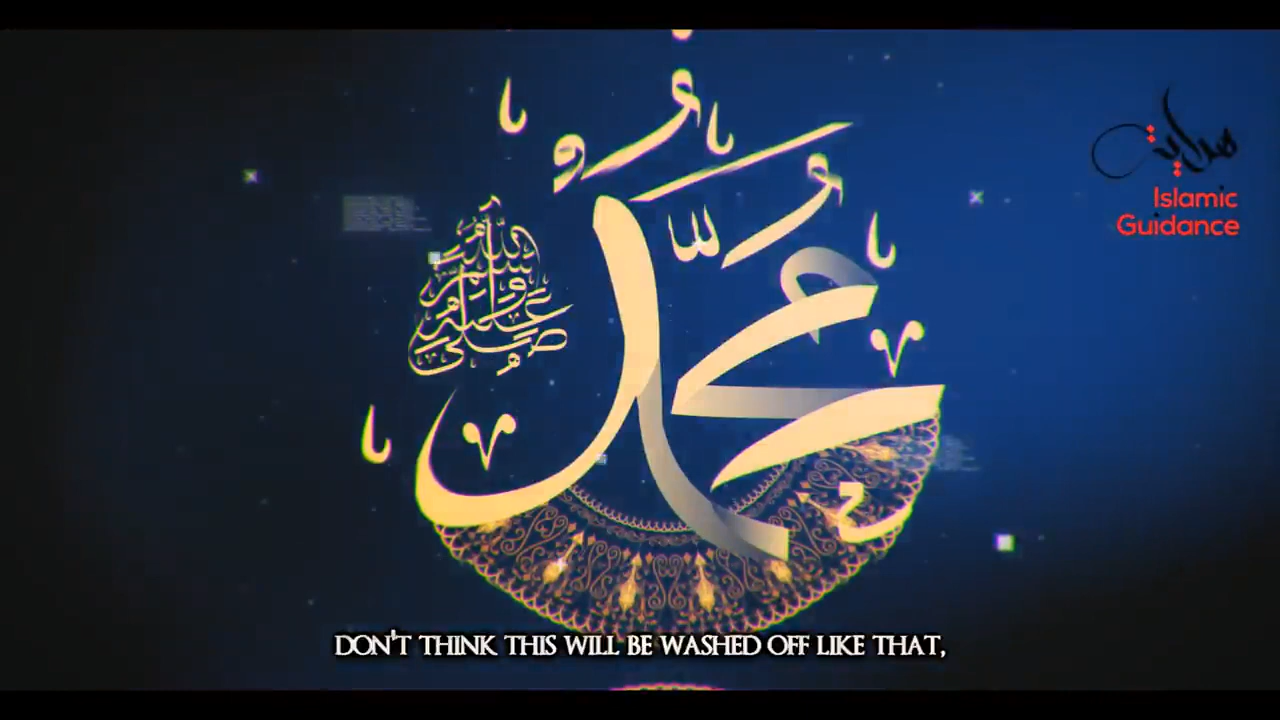 محمد
صلى الله عليه وسلم
هداية
Islamic
Guidance
DON'T THINK THIS WILL BE WASHED OFF LIKE THAT,